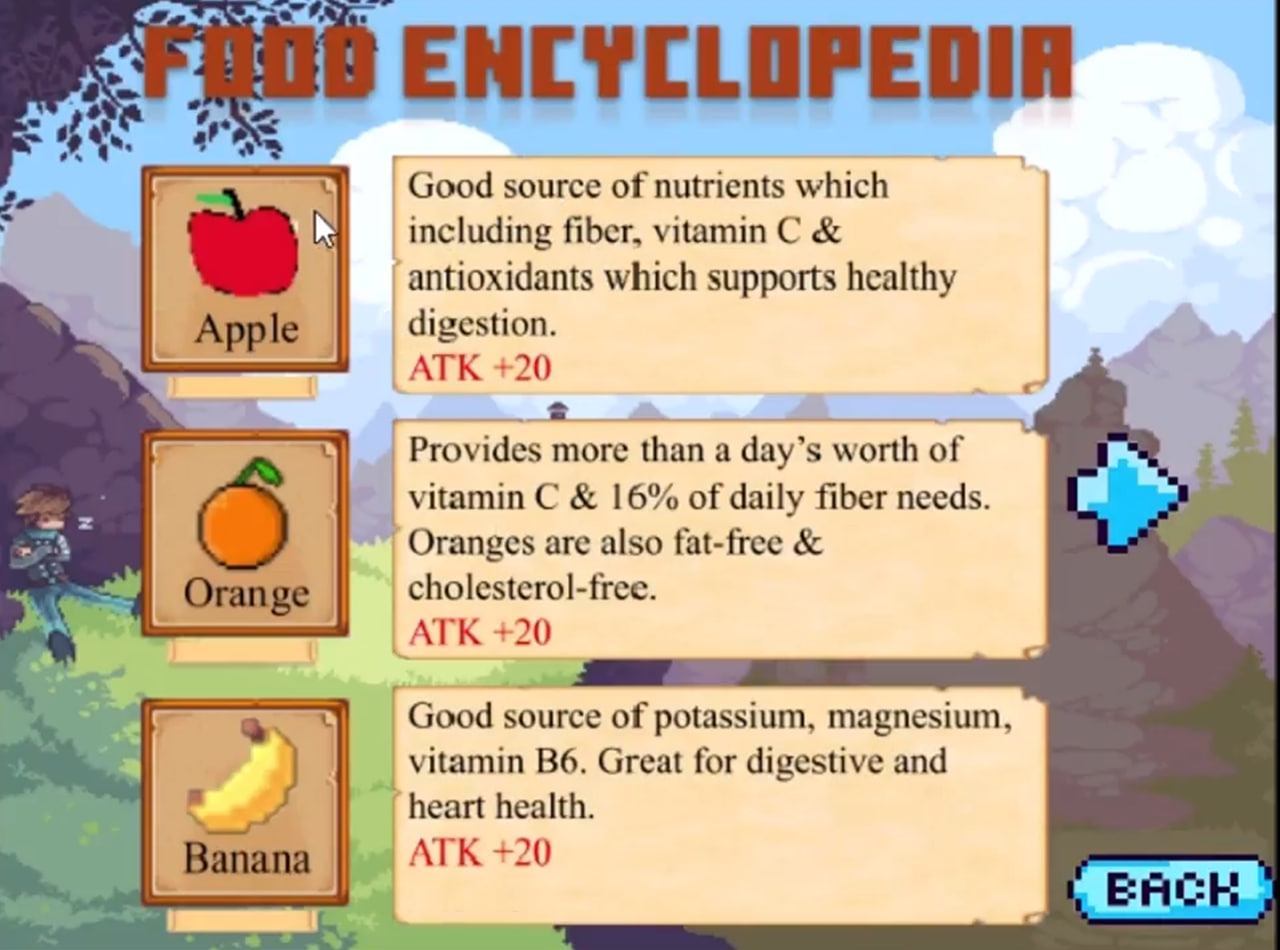 FOOD ENCYCLOPEDIA
Apple
Good source of nutrients which
including fiber, vitamin C &
antioxidants which supports healthy
digestion.
ATK +20
Orange
Provides more than a day’s worth of
vitamin C & 16% of daily fiber needs.
Oranges are also fat-free &
cholesterol-free.
ATK +20
z
Banana
Good source of potassium, magnesium,
vitamin B6. Great for digestive and
heart health.
ATK +20
BACK